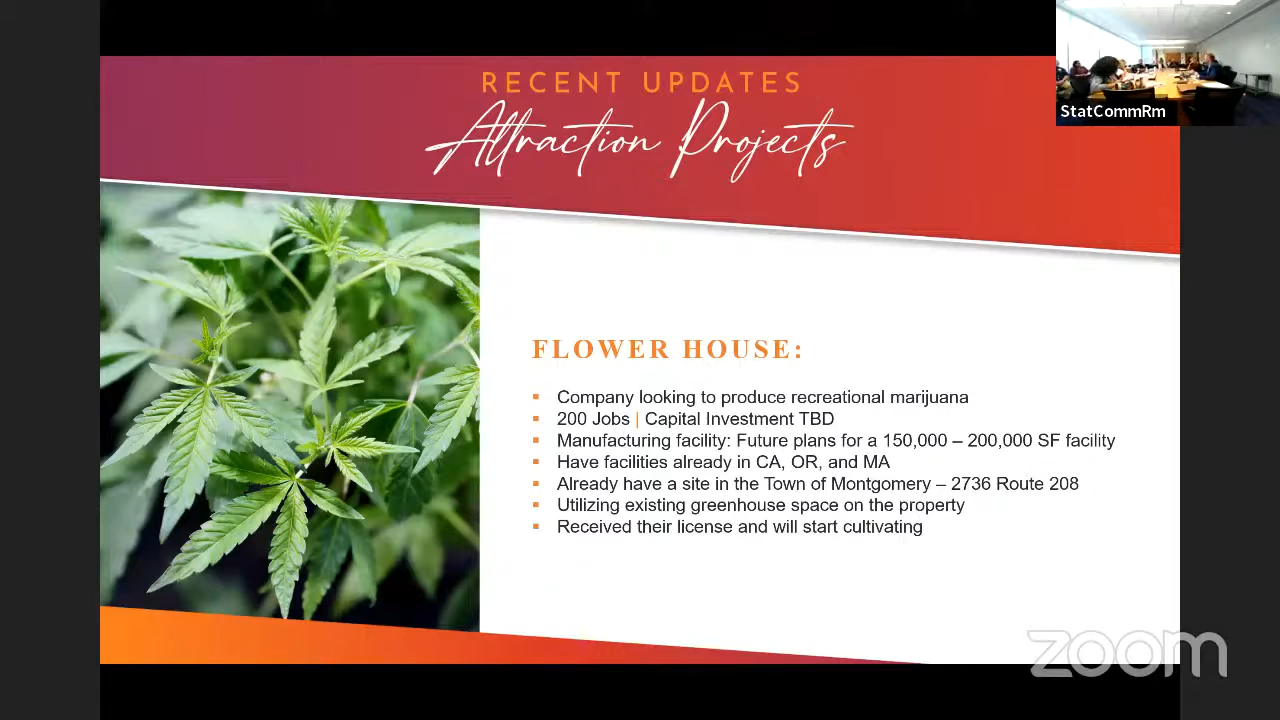 RECENT UPDATES
Attraction Projects
StatCommRm
FLOWER HOUSE:
▪ Company looking to produce recreational marijuana
▪ 200 Jobs | Capital Investment TBD
▪ Manufacturing facility: Future plans for a 150,000 – 200,000 SF facility
▪ Have facilities already in CA, OR, and MA
▪ Already have a site in the Town of Montgomery – 2736 Route 208
▪ Utilizing existing greenhouse space on the property
▪ Received their license and will start cultivating
zoom